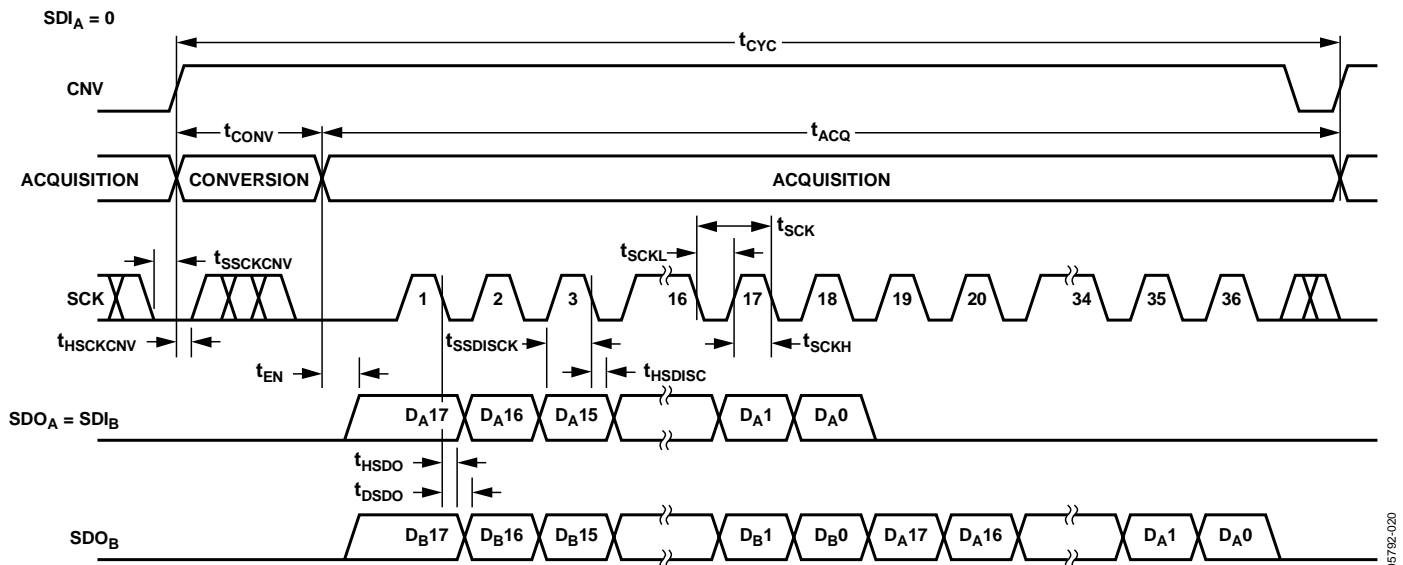 SDIA = 0
tCYC
CNV
tCONV
tACQ
ACQUISITION
CONVERSION
ACQUISITION
tSCK
tSCKL
tSSCKCNV
SCK
1
2
3
16
17
18
19
20
34
35
36
tHSCKCNV
tSSDISCK
tSCKH
tEN
tHSDISC
SDOA = SDIB
DA17
DA16
DA15
DA1
DA0
tHSDO
tDSDO
SDOB
DB17
DB16
DB15
DB1
DB0
DA17
DA16
DA1
DA0
05792-020